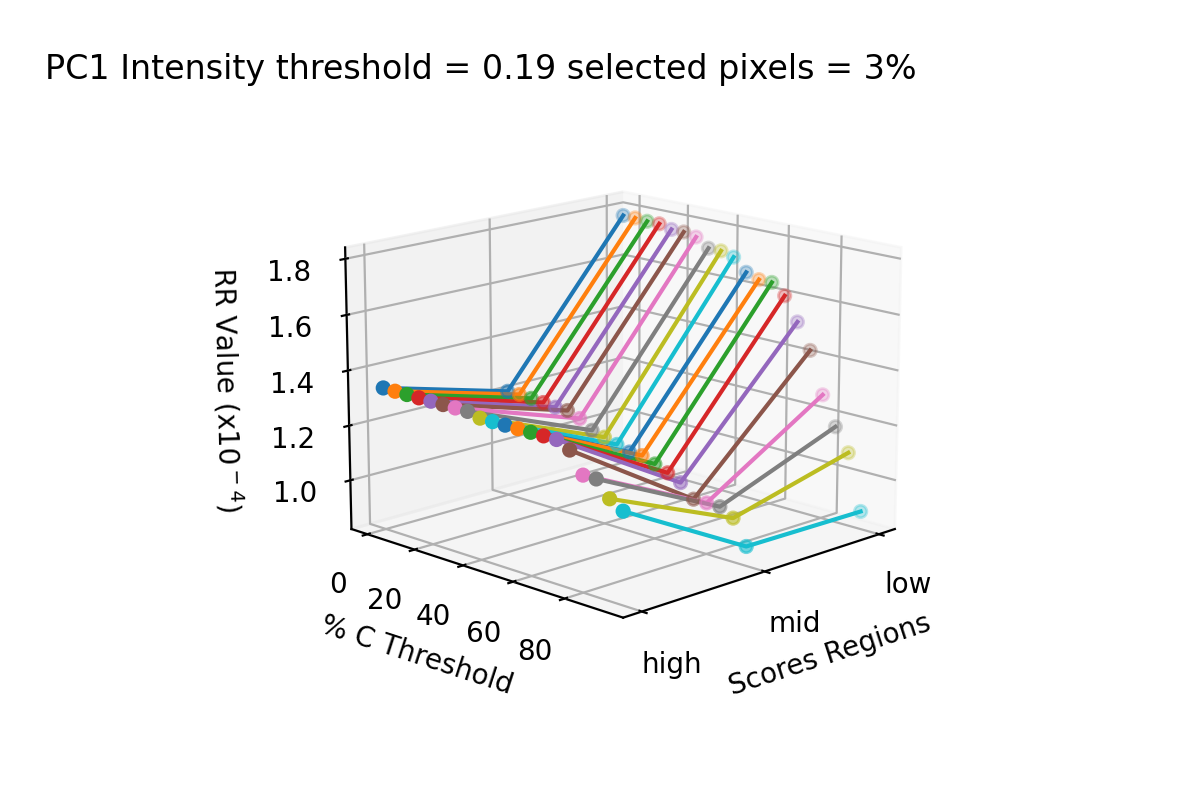 PC1 Intensity threshold = 0.19 selected pixels = 3%
RR Value (x10⁻⁴)
1.8
1.6
1.4
1.2
1.0
0
20
40
60
80
% C Threshold
high
mid
low
Scores Regions